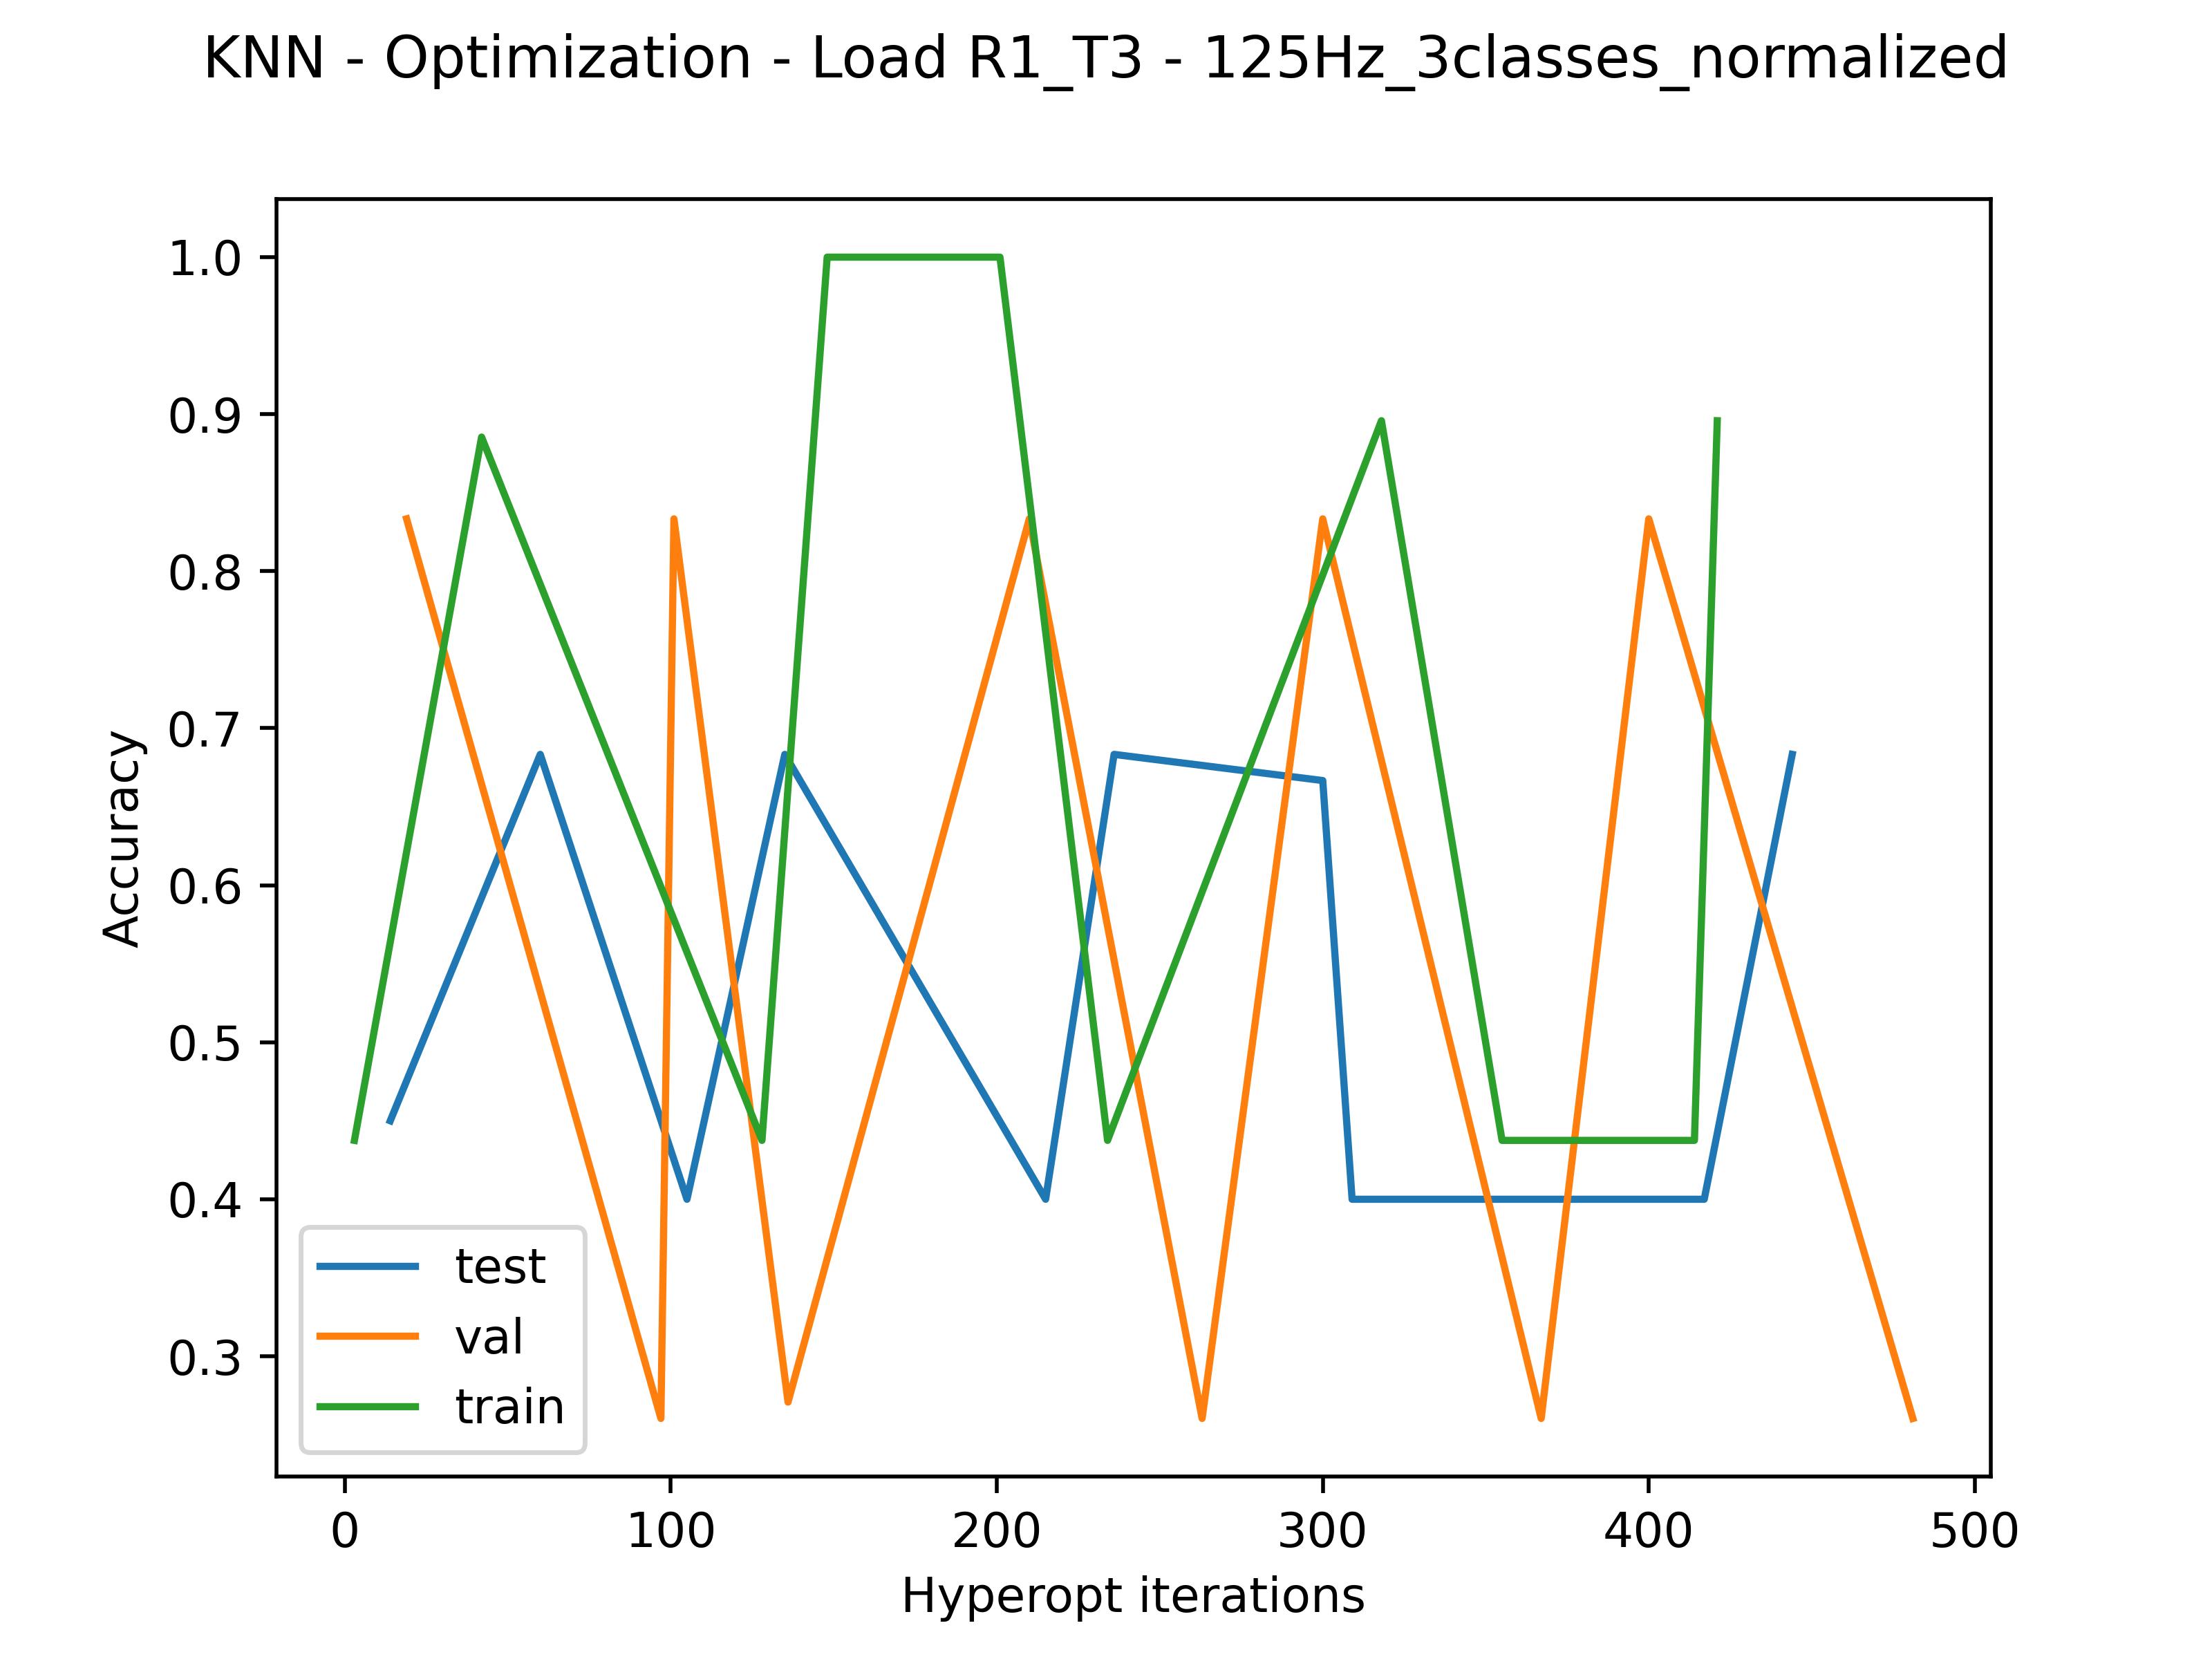 KNN - Optimization - Load R1_T3 - 125Hz_3classes_normalized
1.0
0.9
0.8
0.7
0.6
0.5
0.4
0.3
Accuracy
test
val
train
0 100 200 300 400 500
Hyperopt iterations